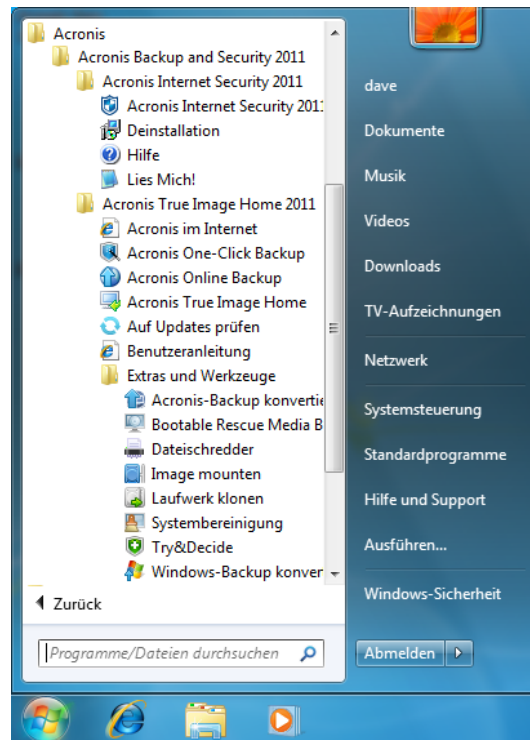 Acronis
Acronis Backup and Security 2011
Acronis Internet Security 2011
Acronis Internet Security 201
Deinstallation
Hilfe
Lies Mich!
Acronis True Image Home 2011
Acronis im Internet
Acronis One-Click Backup
Acronis Online Backup
Acronis True Image Home
Auf Updates prüfen
Benutzeranleitung
Extras und Werkzeuge
Acronis-Backup konvertie
Bootable Rescue Media B
Dateischredder
Image mounten
Laufwerk klonen
Systembereinigung
Try&Decide
Windows-Backup konver
Zurück
Programme/Dateien durchsuchen
dave
Dokumente
Musik
Videos
Downloads
TV-Aufzeichnungen
Netzwerk
Systemsteuerung
Standardprogramme
Hilfe und Support
Ausführen...
Windows-Sicherheit
Abmelden